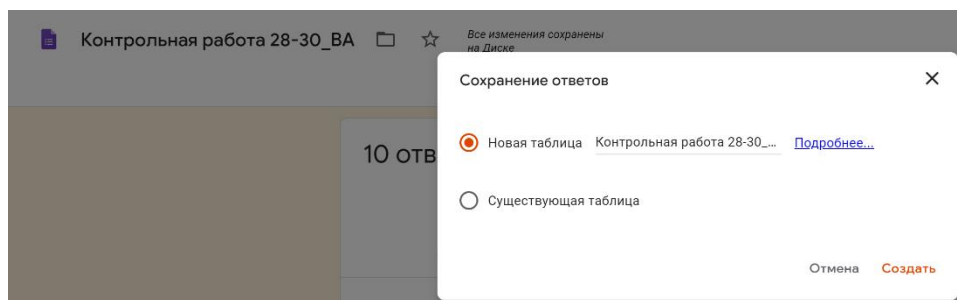 Контрольная работа 28-30_ВА
Все изменения сохранены
на Диске
Сохранение ответов
10 отв
Новая таблица Контрольная работа 28-30_... Подробнее...
Существующая таблица
Отмена Создать